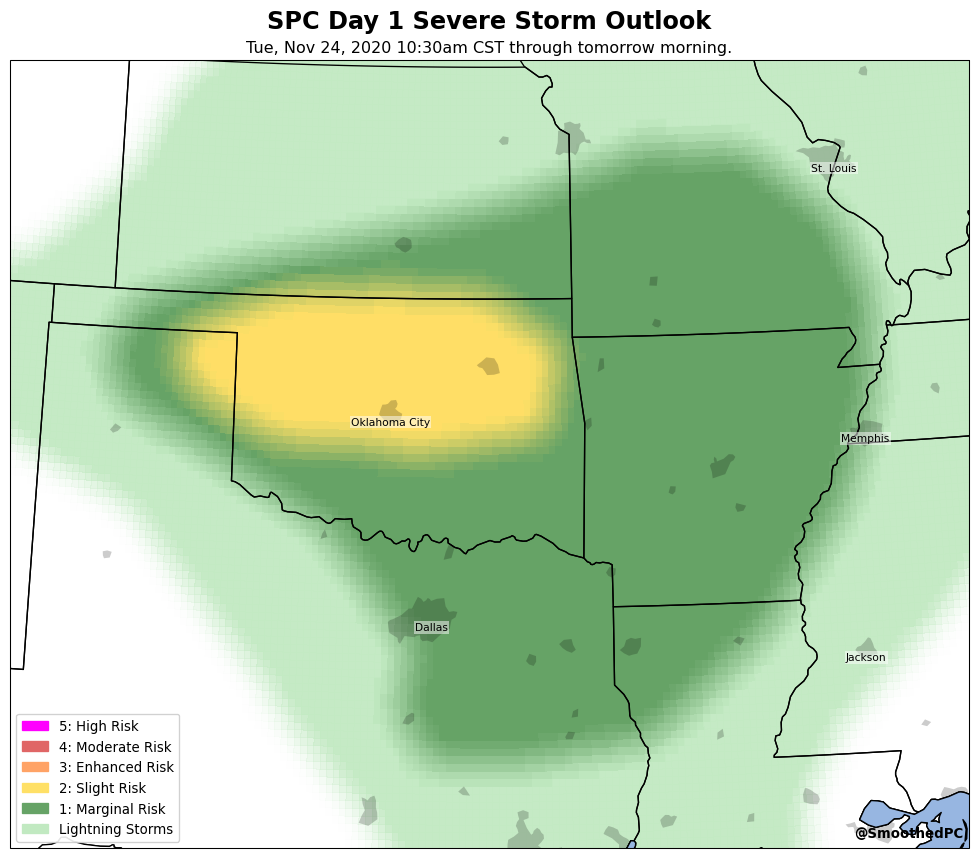 SPC Day 1 Severe Storm Outlook
Tue, Nov 24, 2020 10:30am CST through tomorrow morning.
St. Louis
Oklahoma City
Memphis
Dallas
Jackson
5: High Risk
4: Moderate Risk
3: Enhanced Risk
2: Slight Risk
1: Marginal Risk
Lightning Storms
@SmoothedPC)